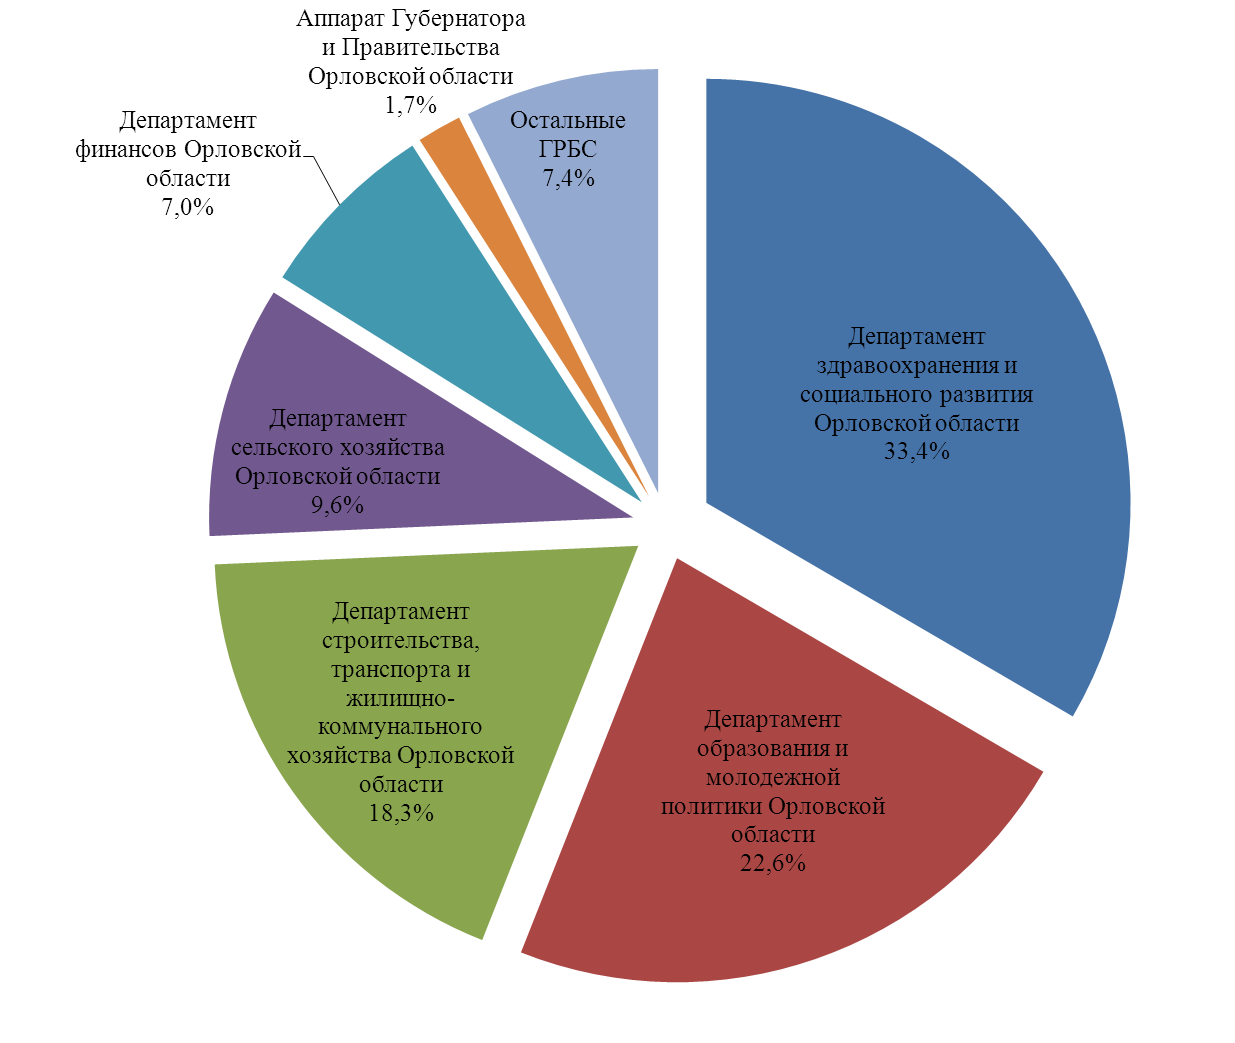 Аппарат Губернатора
и Правительства
Орловской области
1,7%
Департамент
финансов Орловской
области
7,0%
Остальные
ГРБС
7,4%
Департамент
здравоохранения и
социального развития
Орловской области
33,4%
Департамент
сельского хозяйства
Орловской области
9,6%
Департамент
строительства,
транспорта и
жилищно-
коммунального
хозяйства Орловской
области
18,3%
Департамент
образования и
молодежной
политики Орловской
области
22,6%